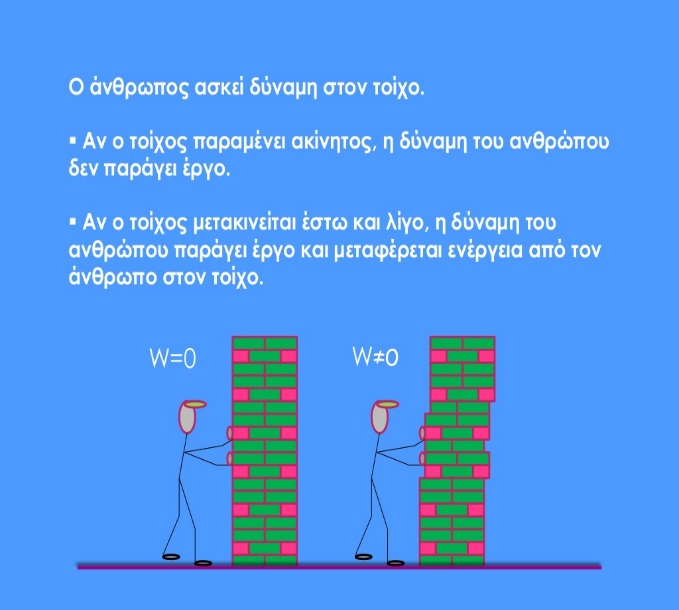 Ο άνθρωπος ασκεί δύναμη στον τοίχο.
▪ Αν ο τοίχος παραμένει ακίνητος, η δύναμη του ανθρώπου
δεν παράγει έργο.
▪ Αν ο τοίχος μετακινείται έστω και λίγο, η δύναμη του
ανθρώπου παράγει έργο και μεταφέρεται ενέργεια από τον
άνθρωπο στον τοίχο.
W=0
W≠0